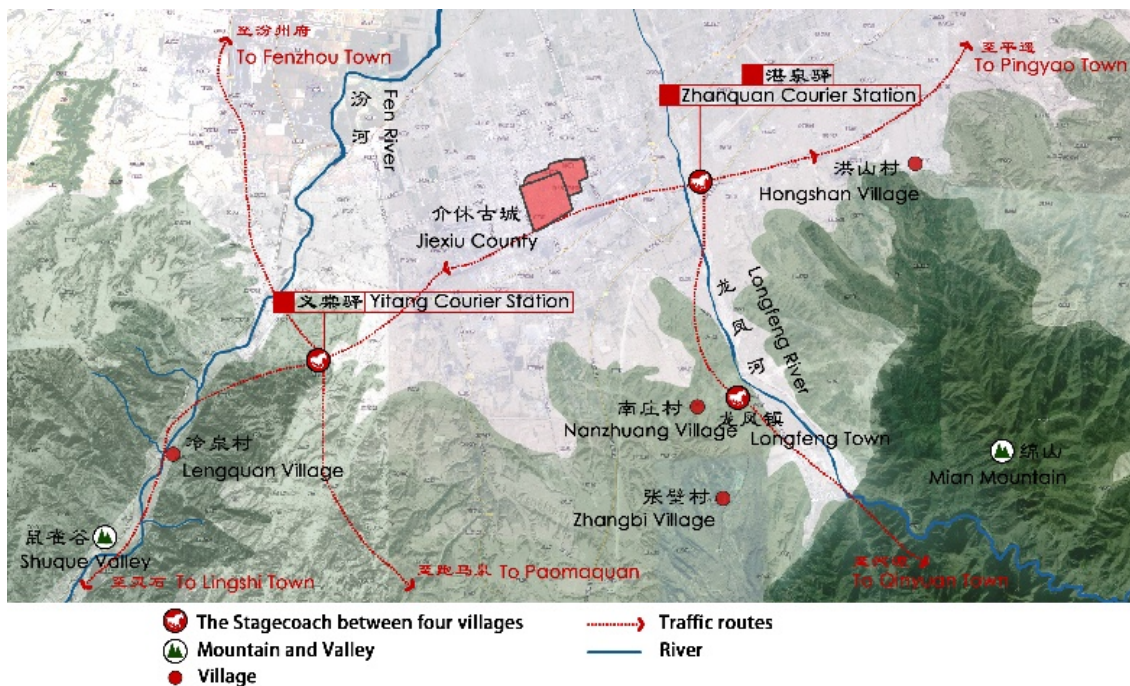 至汾州府
To Fenzhou Town
汾河
Fen River
湛泉驿
Zhanquan Courier Station
至平遥
To Pingyao Town
洪山村
Hongshan Village
介休古城
Jiexiu County
义棠驿 Yitang Courier Station
龙凤河
Longfeng River
南庄村
Nanzhuang Village
龙凤镇
Longfeng Town
冷泉村
Lengquan Village
绵山
Mian Mountain
张壁村
Zhangbi Village
鼠雀谷
Shuque Valley
至灵石 To Lingshi Town
至跑马泉 To Paomaquan
To Qinyuan Town
The Stagecoach between four villages
Traffic routes
Mountain and Valley
River
Village